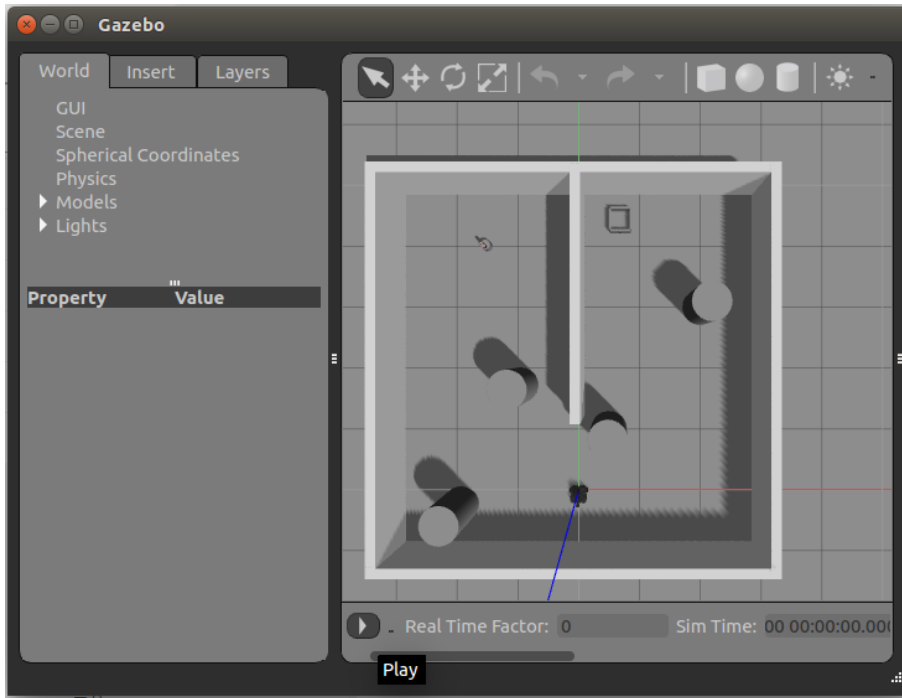 Gazebo
World Insert Layers
GUI
Scene
Spherical Coordinates
Physics
Models
Lights
Property Value
Real Time Factor: 0 Sim Time: 00 00:00:00.00
Play